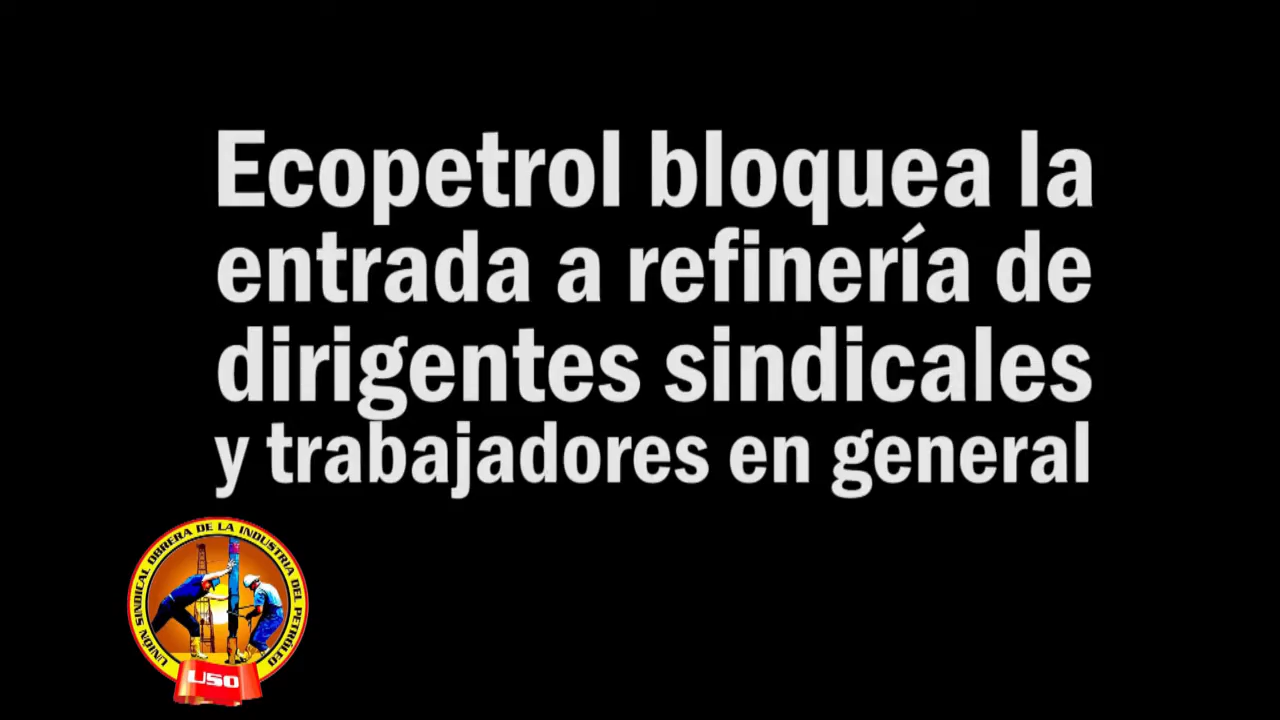 Ecopetrol bloquea la
entrada a refinería de
dirigentes sindicales
y trabajadores en general
UNIÓN SINDICAL OBRERA DE LA INDUSTRIA DEL PETRÓLEO
USO